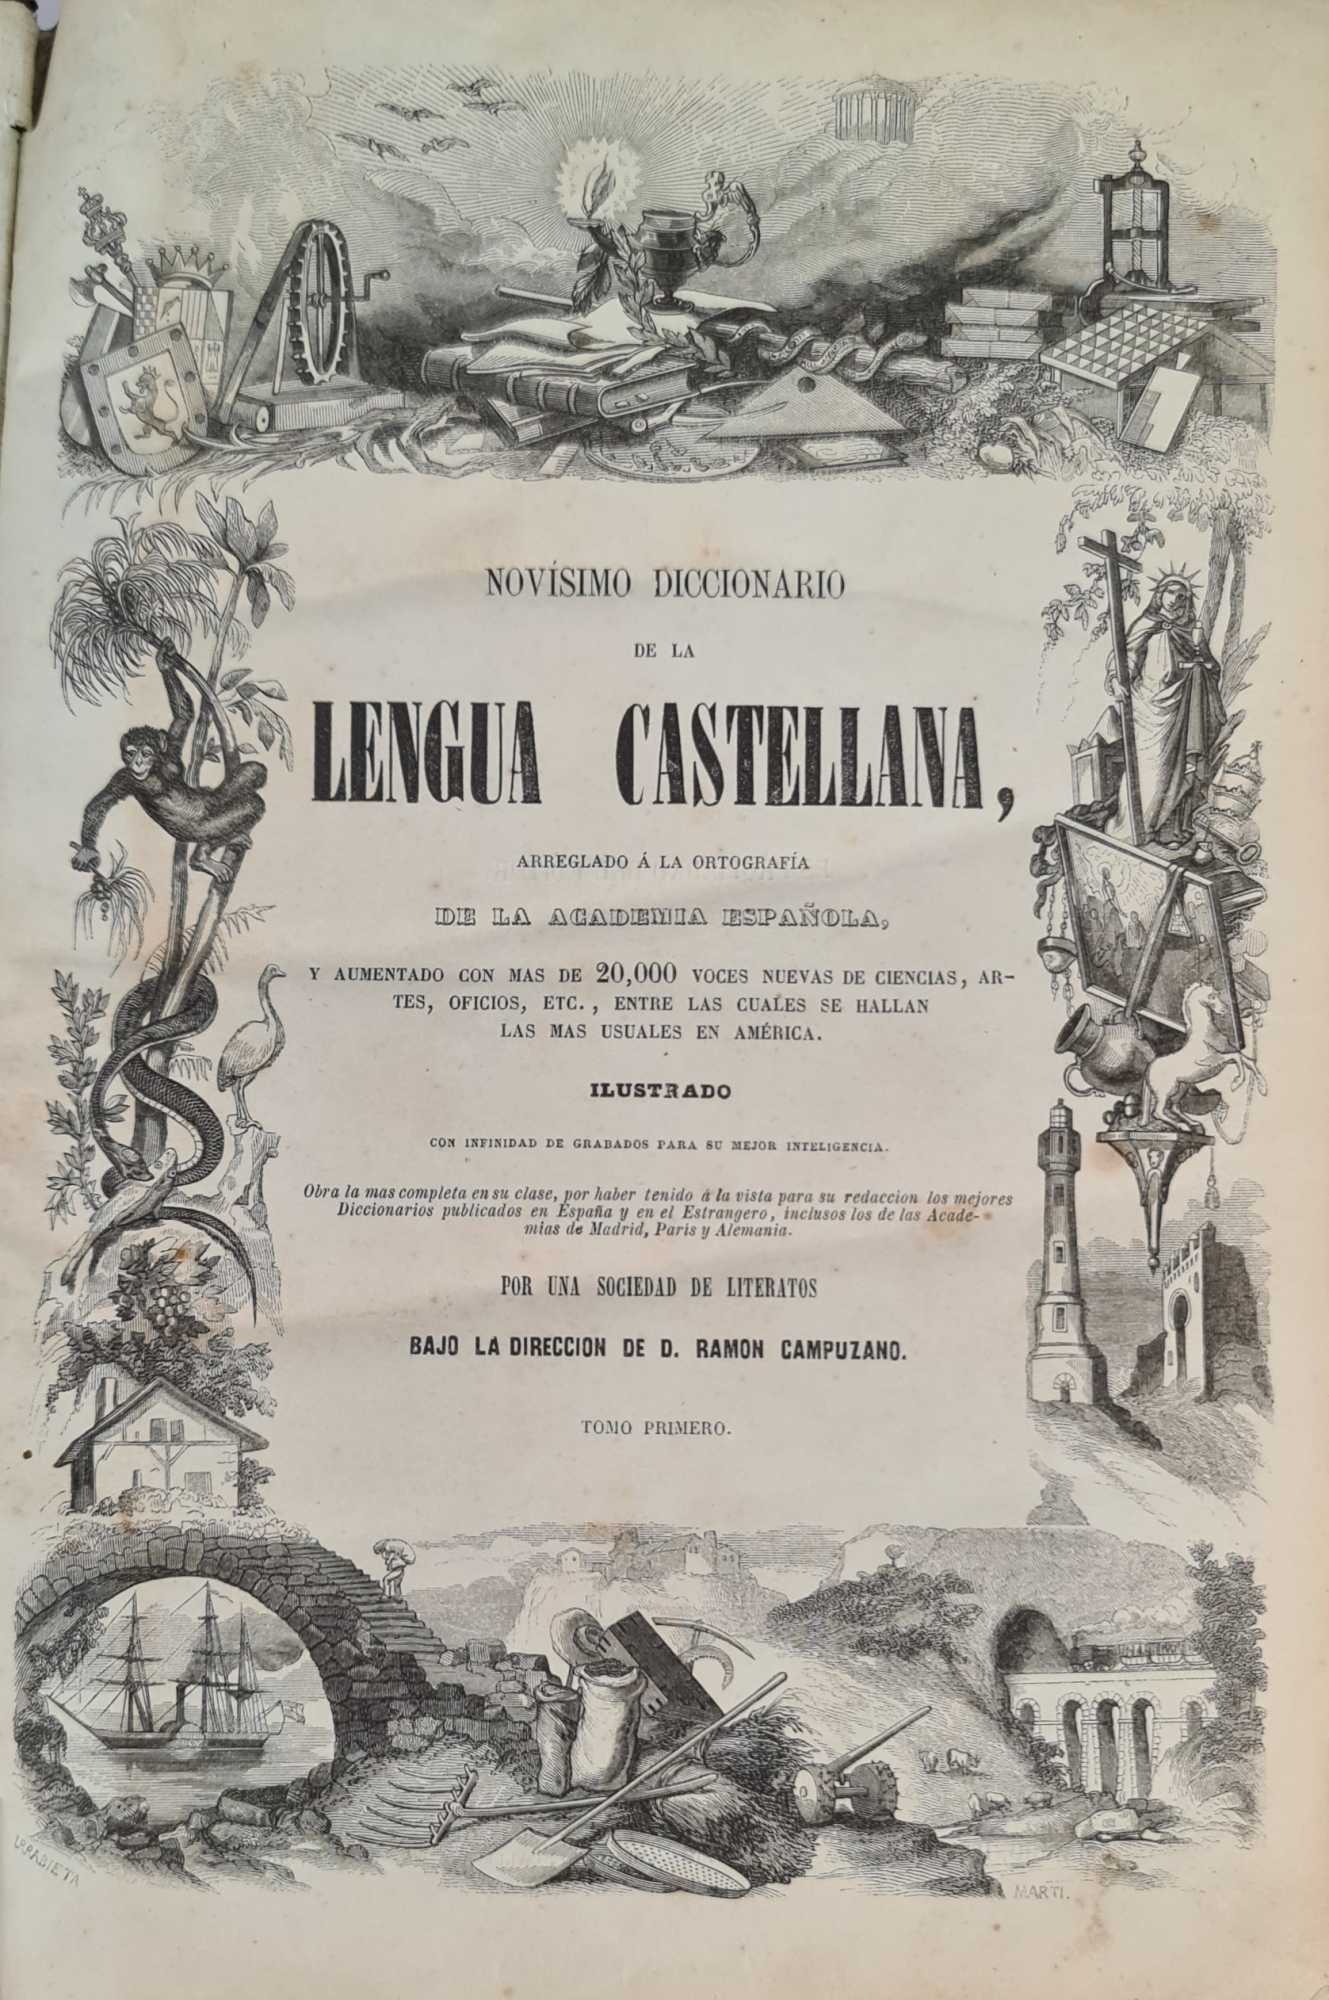 NOVÍSIMO DICCIONARIO
DE LA
LENGUA CASTELLANA,
ARREGLADO Á LA ORTOGRAFÍA
DE LA ACADEMIA ESPAÑOLA,
Y AUMENTADO CON MAS DE 20,000 VOCES NUEVAS DE CIENCIAS, AR-
TES, OFICIOS, ETC., ENTRE LAS CUALES SE HALLAN
LAS MAS USUALES EN AMÉRICA.
ILUSTRADO
CON INFINIDAD DE GRABADOS PARA SU MEJOR INTELIGENCIA.
Obra la mas completa en su clase, por haber tenido á la vista para su redaccion los mejores
Diccionarios publicados en España y en el Estrangero, inclusos los de las Acade-
mias de Madrid, Paris y Alemania.
POR UNA SOCIEDAD DE LITERATOS
BAJO LA DIRECCION DE D. RAMON CAMPUZANO.
TOMO PRIMERO.
URRABIETA
MARTI.